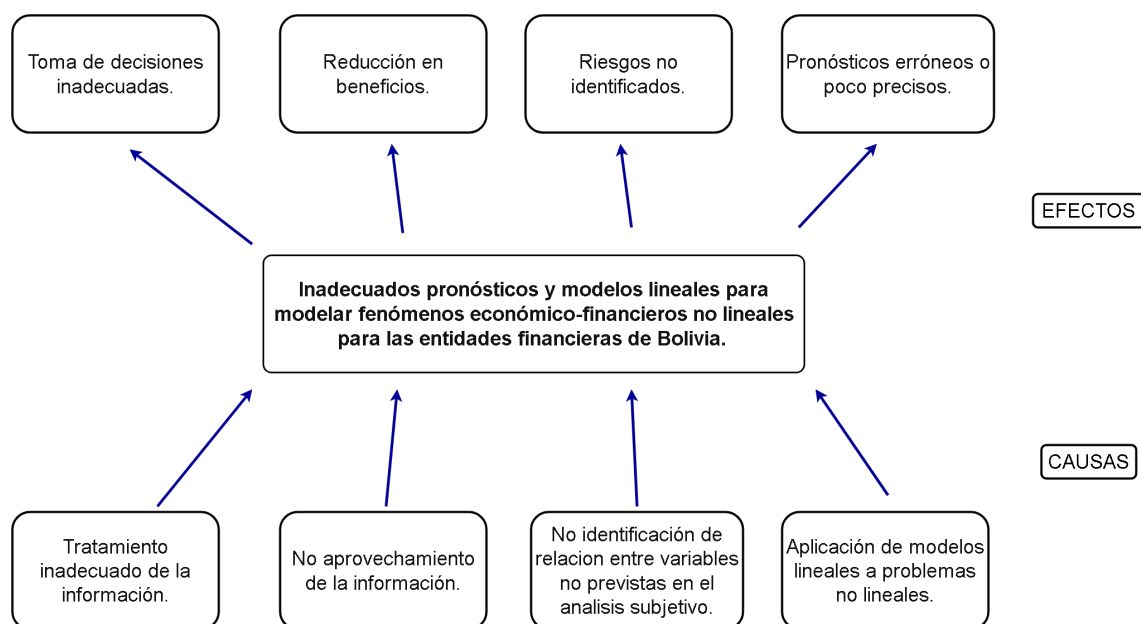 Toma de decisiones
inadecuadas.
Reducción en
beneficios.
Riesgos no
identificados.
Pronósticos erróneos o
poco precisos.
EFECTOS
Inadecuados pronósticos y modelos lineales para
modelar fenómenos económico-financieros no lineales
para las entidades financieras de Bolivia.
CAUSAS
Tratamiento
inadecuado de la
información.
No aprovechamiento
de la información.
No identificación de
relacion entre variables
no previstas en el
analisis subjetivo.
Aplicación de modelos
lineales a problemas
no lineales.